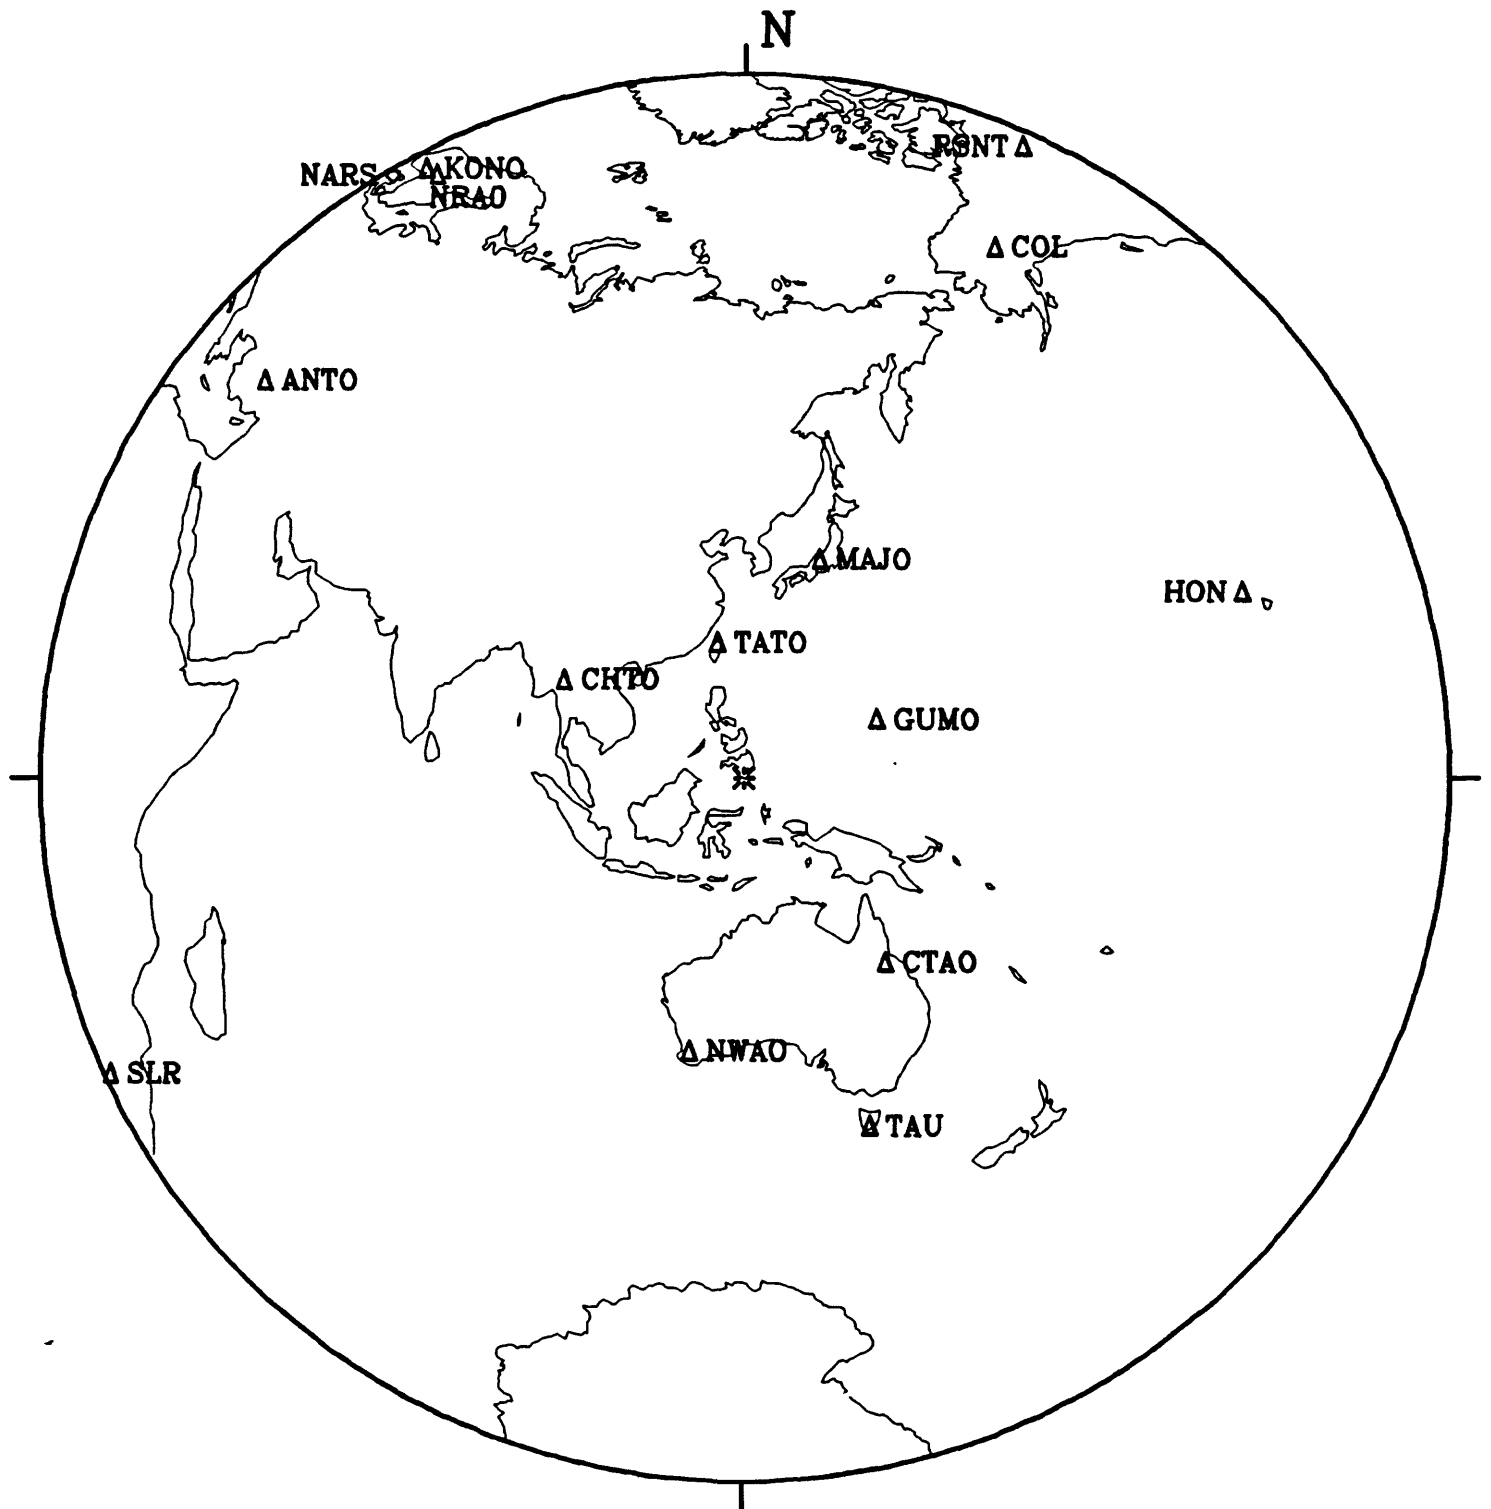 N
RSNT
NARS
KONO
NRAO
COL
ANTO
MAJO
HON
TATO
CHTO
GUMO
CTAO
NWAO
SLR
TAU